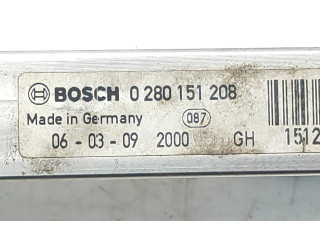 BOSCH 0 280 151 208
Made in Germany 087
06 - 03 - 09 2000 GH 1512